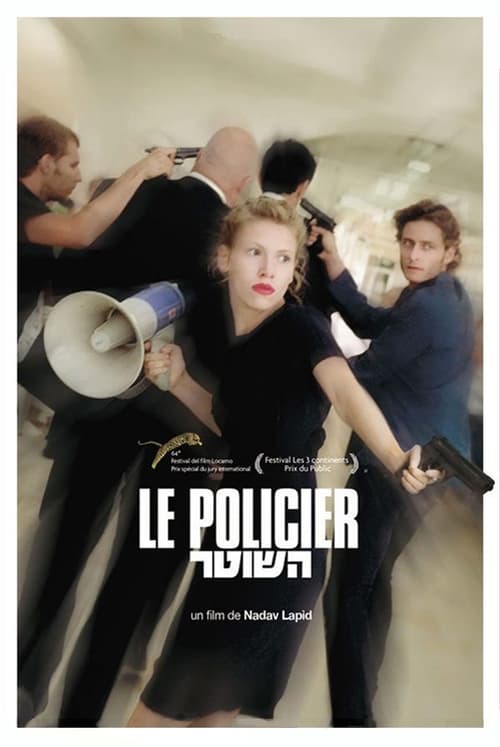 64e
Festival del film Locarno
Prix spécial du jury international
Festival Les 3 continents
Prix du Public
LE POLICIER
השוטר
un film de Nadav Lapid